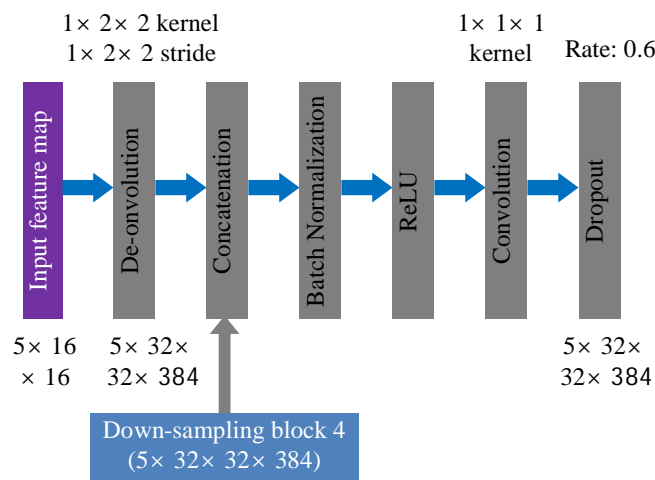 1× 2× 2 kernel
1× 2× 2 stride
1× 1× 1
kernel
Rate: 0.6
Input feature map
De-onvolution
Concatenation
Batch Normalization
ReLU
Convolution
Dropout
5× 16
× 16
5× 32×
32× 384
5× 32×
32× 384
Down-sampling block 4
(5× 32× 32× 384)